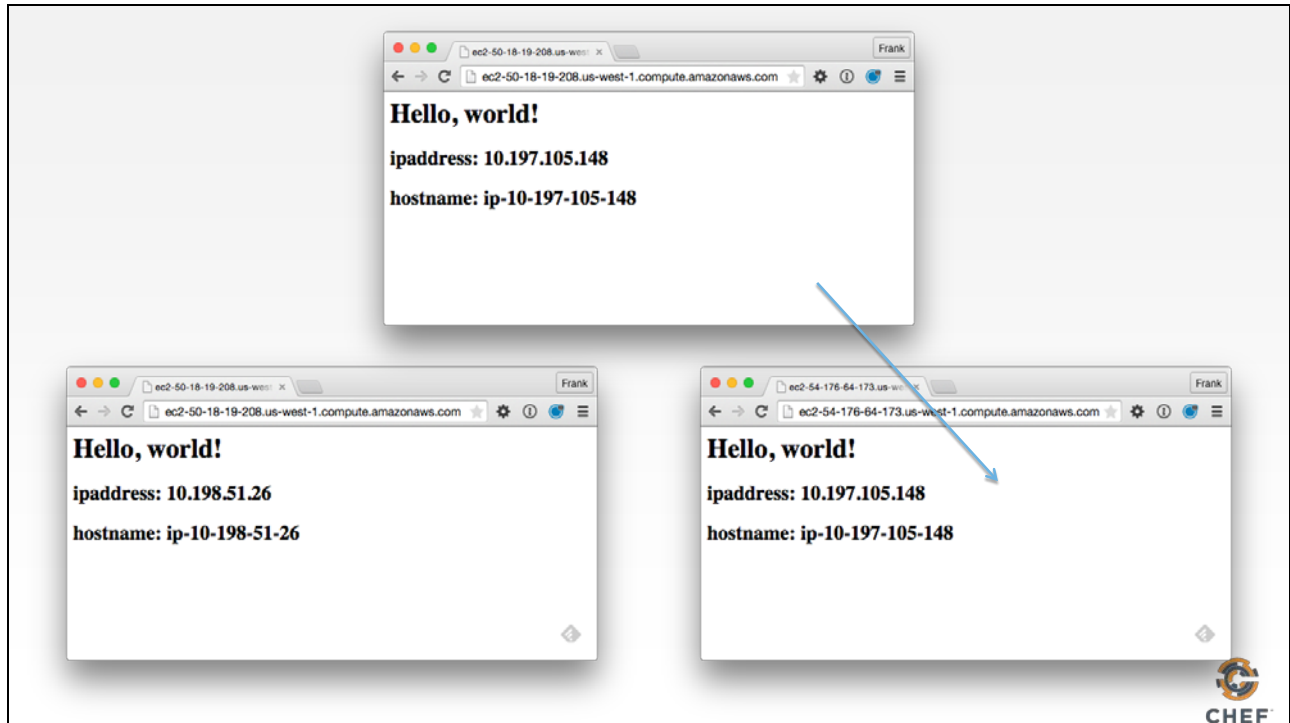 ec2-50-18-19-208.us-west
Frank
ec2-50-18-19-208.us-west-1.compute.amazonaws.com
Hello, world!
ipaddress: 10.197.105.148
hostname: ip-10-197-105-148
ec2-50-18-19-208.us-west
Frank
ec2-50-18-19-208.us-west-1.compute.amazonaws.com
Hello, world!
ipaddress: 10.198.51.26
hostname: ip-10-198-51-26
ec2-54-176-64-173.us-we
Frank
ec2-54-176-64-173.us-west-1.compute.amazonaws.com
Hello, world!
ipaddress: 10.197.105.148
hostname: ip-10-197-105-148
CHEF